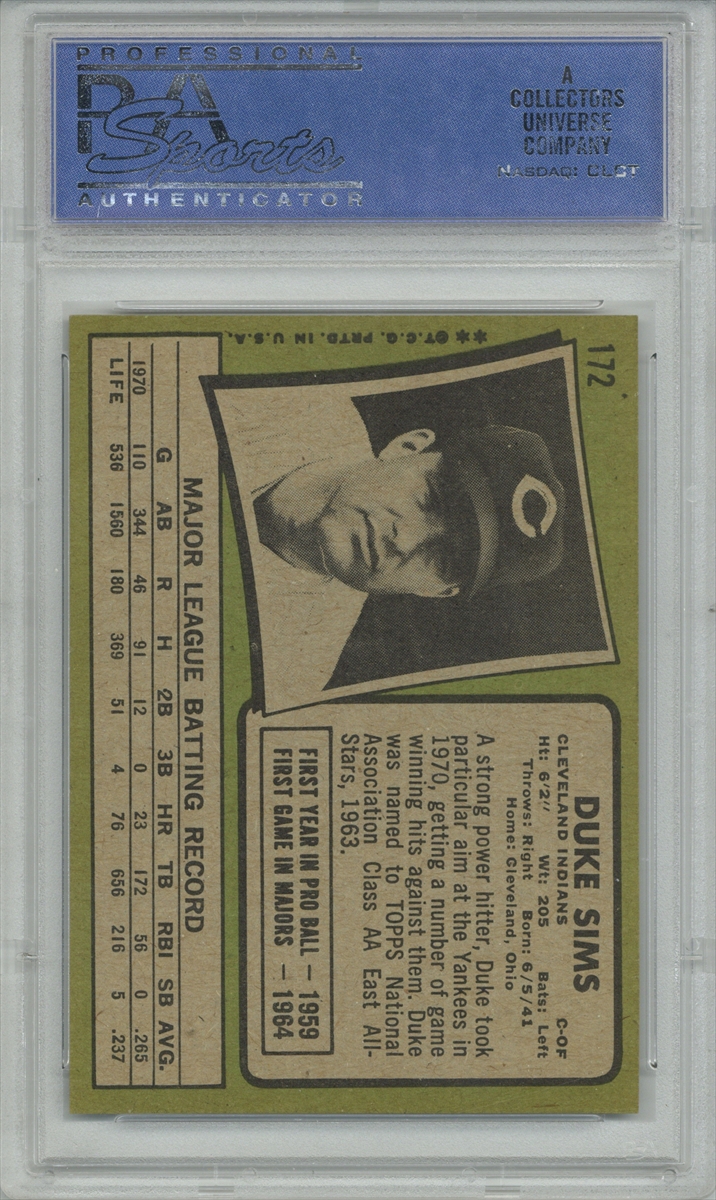 PROFESSIONAL
PSA
Sports
AUTHENTICATOR
A
COLLECTORS
UNIVERSE
COMPANY
NASDAQ: CLCT
172
**©T.C.G. PRTD. IN U.S.A.
DUKE SIMS C-OF
CLEVELAND INDIANS
Ht: 6'2" Wt: 205 Bats: Left
Throws: Right Born: 6/5/41
Home: Cleveland, Ohio
A strong power hitter, Duke took
particular aim at the Yankees in
1970, getting a number of game
winning hits against them. Duke
was named to TOPPS National
Association Class AA East All-
Stars, 1963.
FIRST YEAR IN PRO BALL — 1959
FIRST GAME IN MAJORS — 1964
MAJOR LEAGUE BATTING RECORD
G AB R H 2B 3B HR TB RBI SB AVG.
1970 110 344 46 91 12 0 23 172 56 0 .265
LIFE 536 1560 180 369 51 4 76 656 216 5 .237